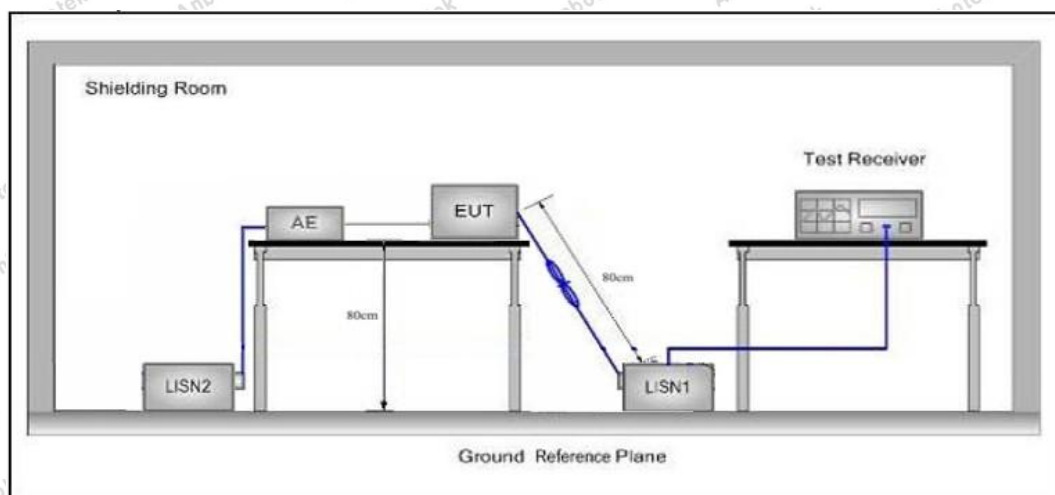 Shielding Room
Test Receiver
AE
EUT
80cm
80cm
LISN2
LISN1
Ground Reference Plane